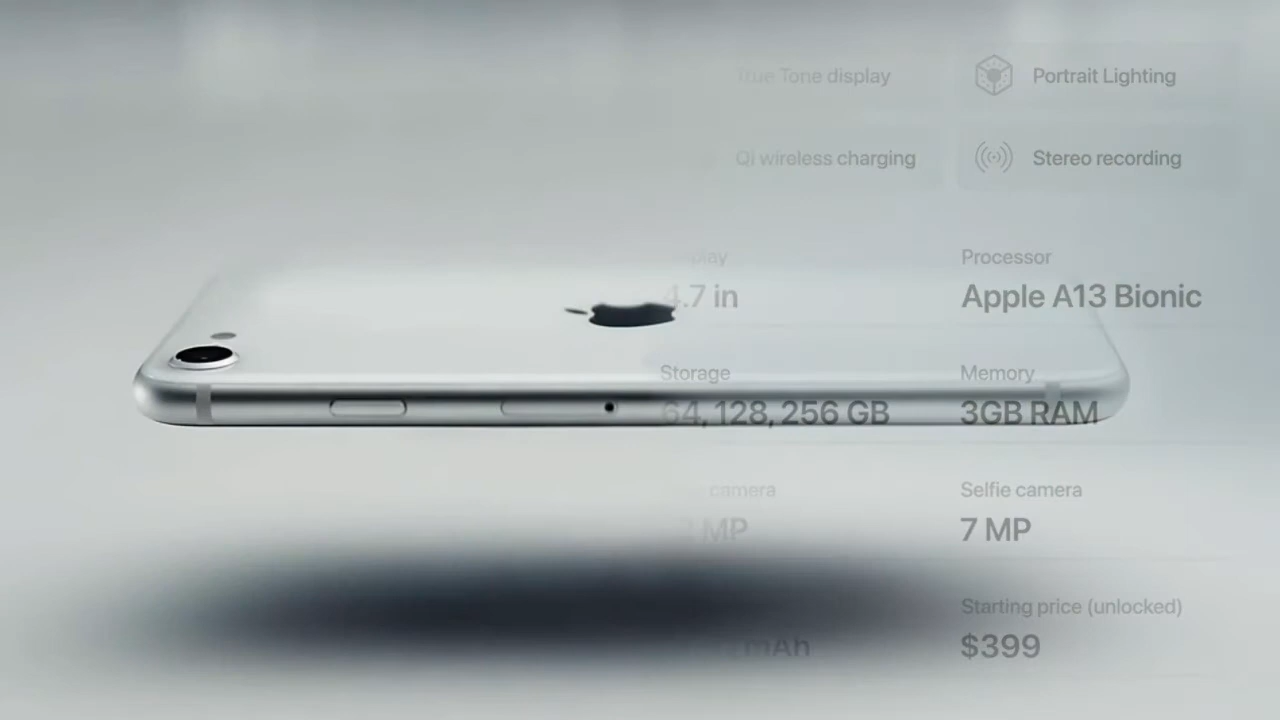 True Tone display
Portrait Lighting
Qi wireless charging
Stereo recording
Processor
4.7 in
Apple A13 Bionic
Storage
Memory
64, 128, 256 GB
3GB RAM
camera
Selfie camera
MP
7 MP
Starting price (unlocked)
mAh
$399